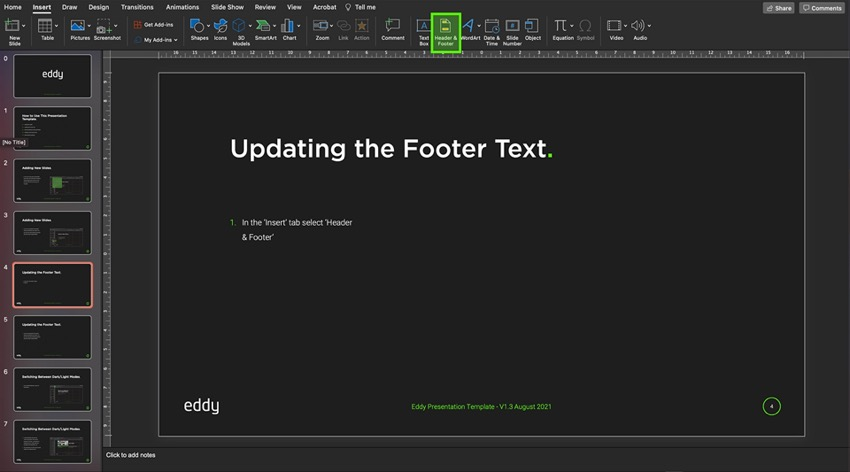 Home Insert Draw Design Transitions Animations Slide Show Review View Acrobat Tell me Share Comments
New Slide
Table
Pictures
Screenshot
Get Add-ins
My Add-ins
Shapes
Icons
3D Models
SmartArt
Chart
Zoom
Link
Action
Comment
Text Box
Header & Footer
WordArt
Date & Time
Slide Number
Object
Equation
Symbol
Video
Audio
0
eddy
1
How to Use This Presentation Template.
[No Title]
2
Adding New Slides
3
Adding New Slides
4
Updating the Footer Text.
5
Updating the Footer Text.
6
Switching Between Dark/Light Modes
7
Switching Between Dark/Light Modes
Updating the Footer Text.
1. In the 'Insert' tab select 'Header
& Footer'
eddy
Eddy Presentation Template - V1.3 August 2021
4
Click to add notes